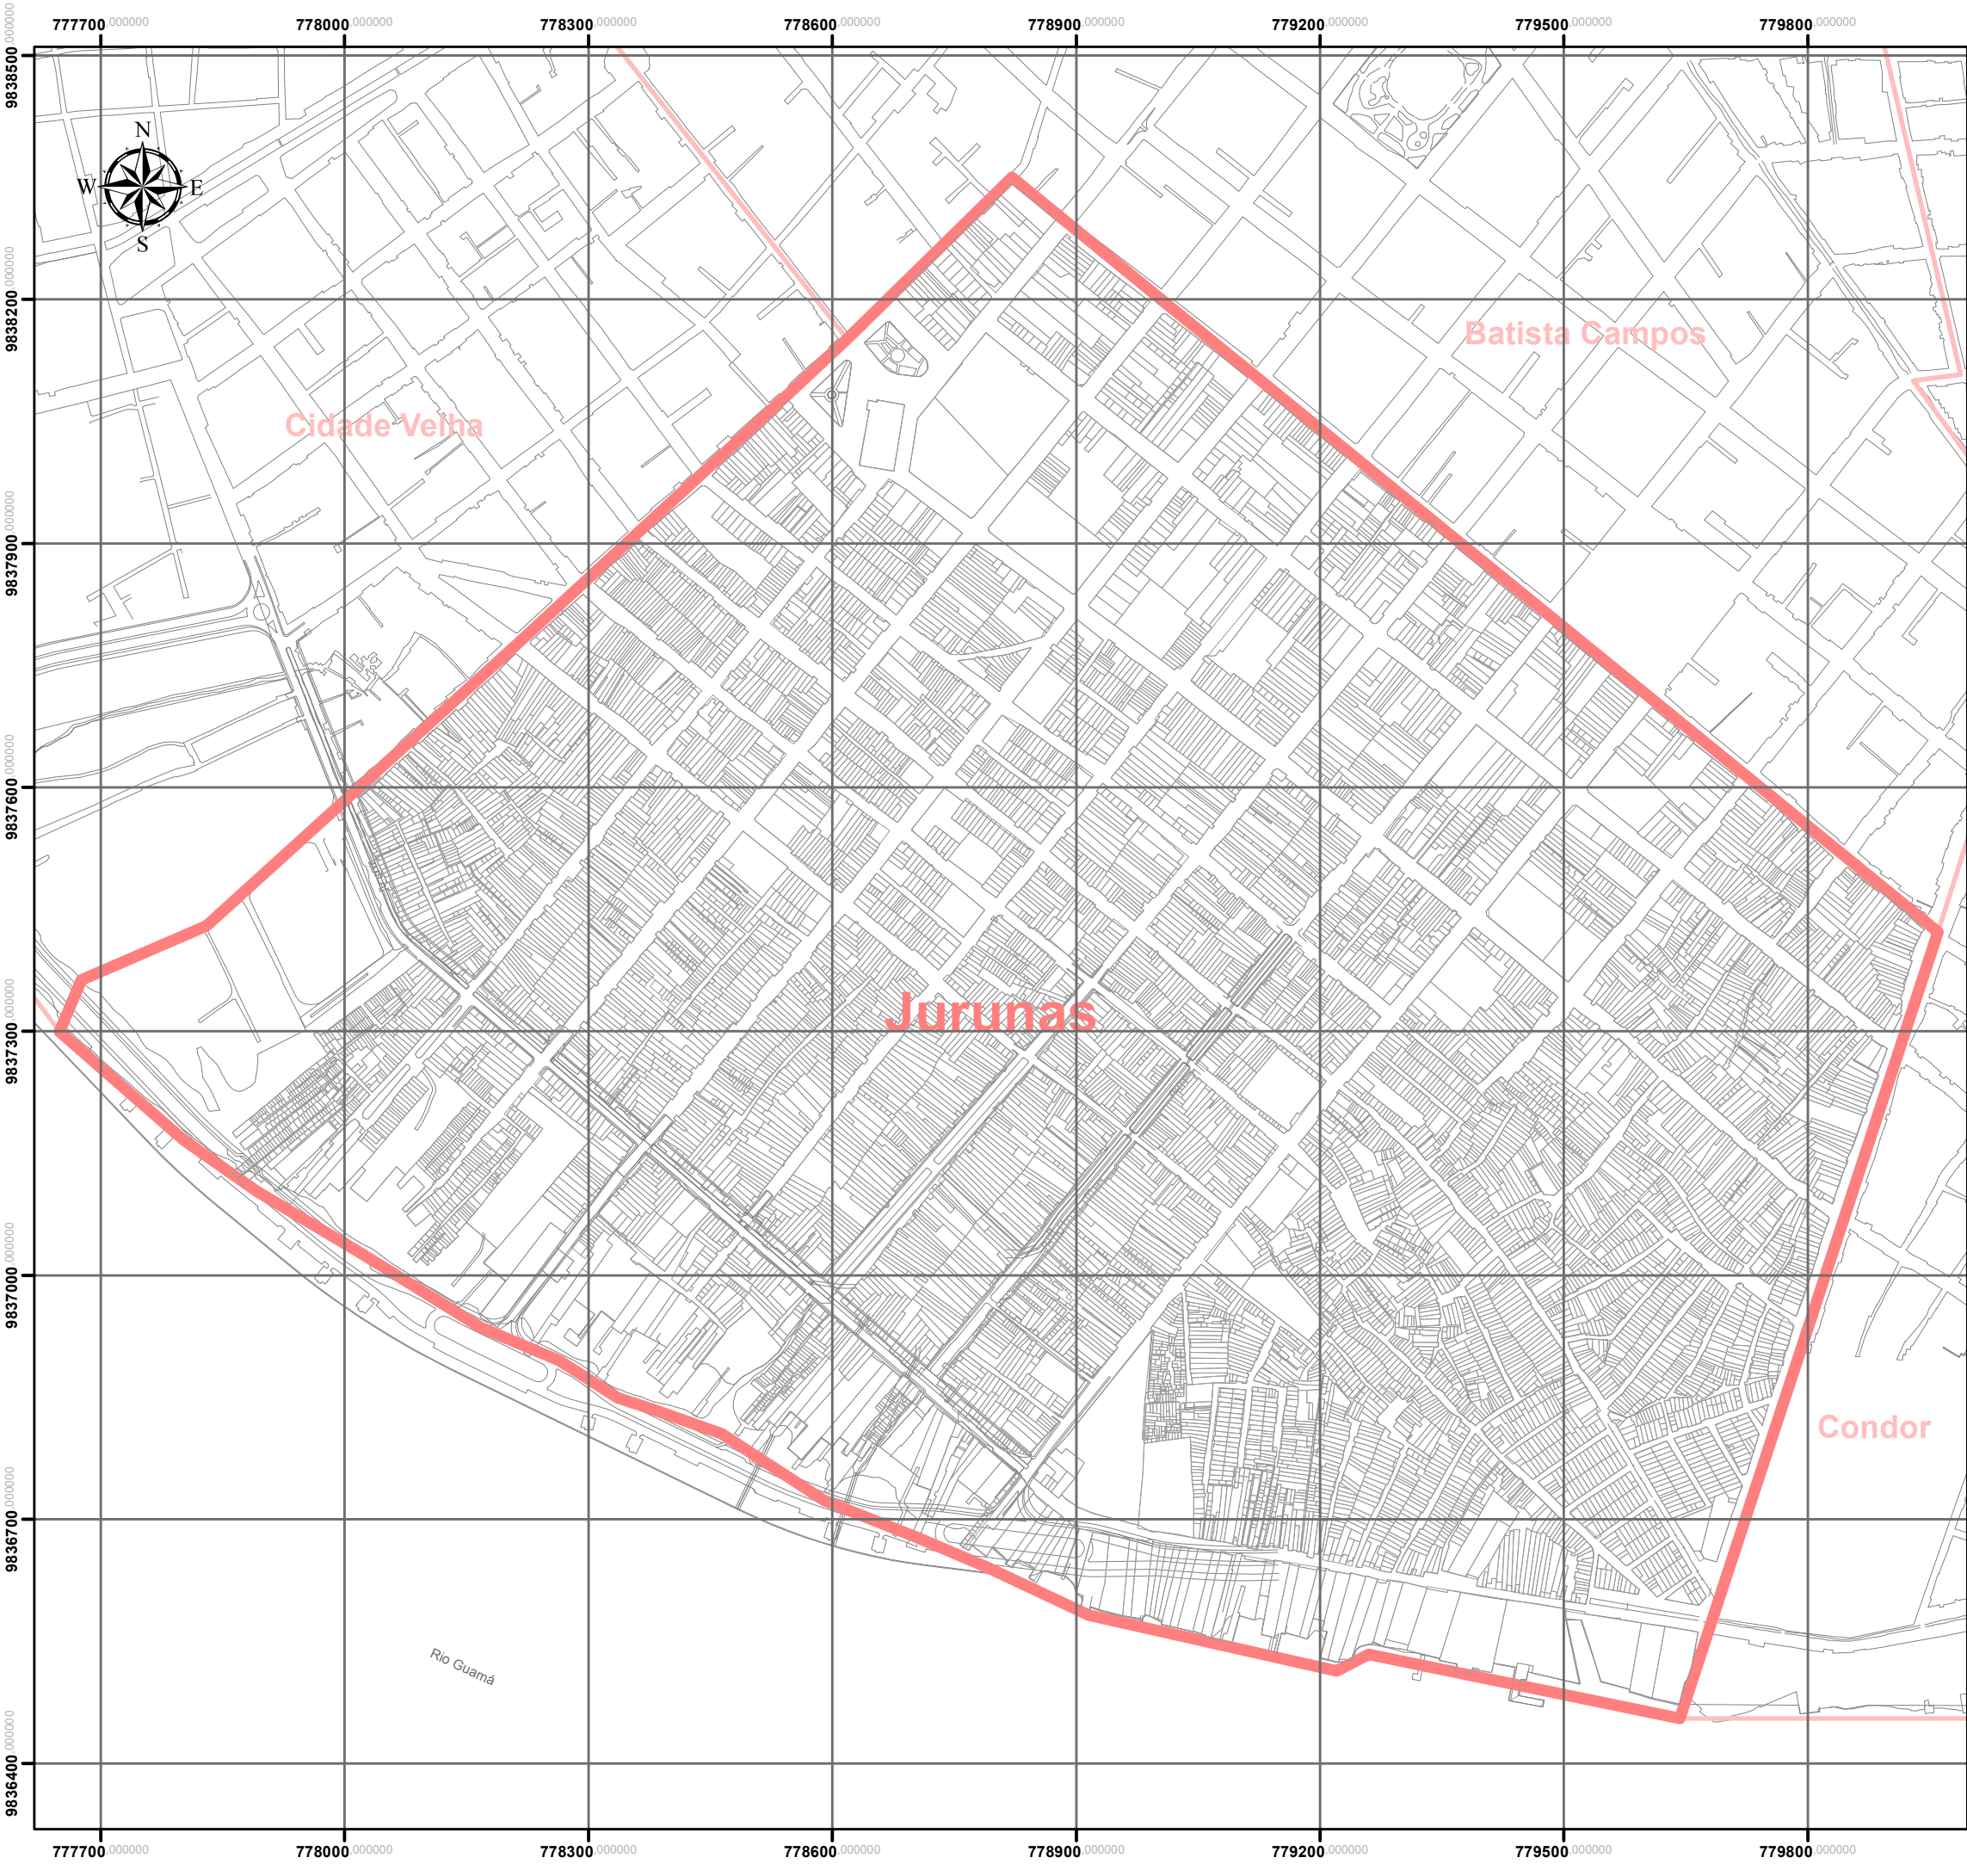 777700.000000 778000.000000 778300.000000 778600.000000 778900.000000 779200.000000 779500.000000 779800.000000
9838500.000000
N
W E
S
9838200.000000
Batista Campos
Cidade Velha
9837900.000000
9837600.000000
Jurunas
9837300.000000
9837000.000000
Condor
9836700.000000
Rio Guamá
9836400.000000
777700.000000 778000.000000 778300.000000 778600.000000 778900.000000 779200.000000 779500.000000 779800.000000